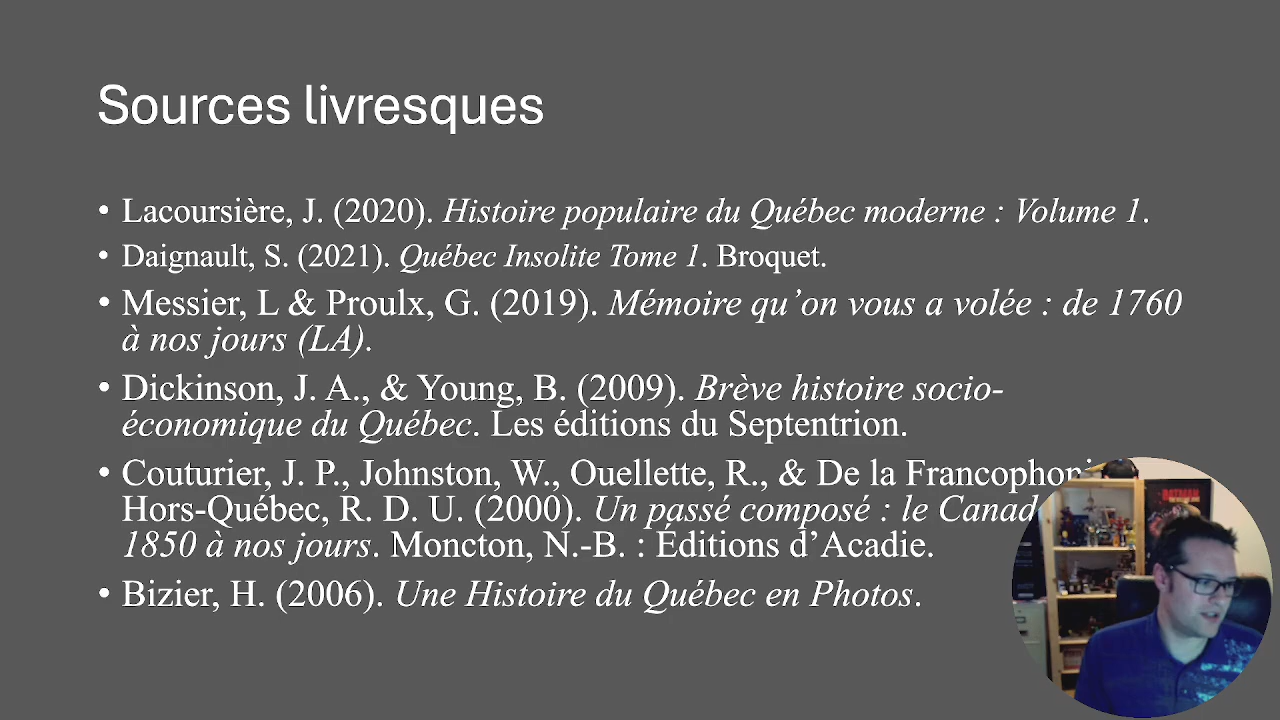 Sources livresques
• Lacoursière, J. (2020). Histoire populaire du Québec moderne : Volume 1.
• Daignault, S. (2021). Québec Insolite Tome 1. Broquet.
• Messier, L & Proulx, G. (2019). Mémoire qu’on vous a volée : de 1760
à nos jours (LA).
• Dickinson, J. A., & Young, B. (2009). Brève histoire socio-
économique du Québec. Les éditions du Septentrion.
• Couturier, J. P., Johnston, W., Ouellette, R., & De la
Hors-Québec, R. D. U. (2000). Un passé composé : le
1850 à nos jours. Moncton, N.-B. : Éditions d’Acadie.
• Bizier, H. (2006). Une Histoire du Québec en Photos.